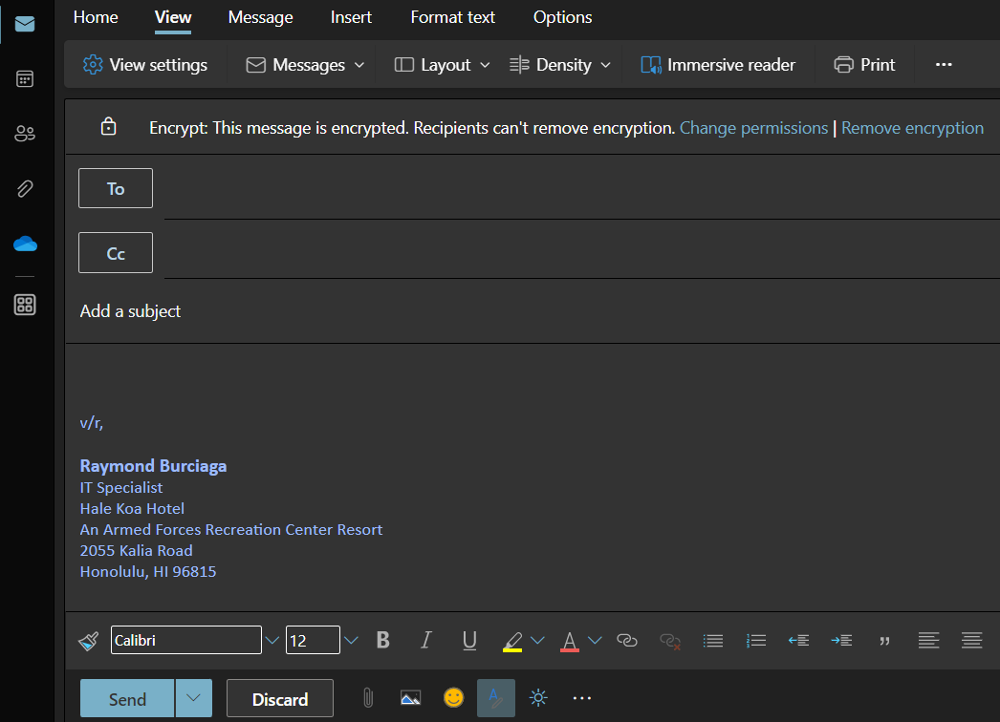 Home View Message Insert Format text Options
View settings Messages Layout Density Immersive reader Print ...
Encrypt: This message is encrypted. Recipients can't remove encryption. Change permissions | Remove encryption
To
Cc
Add a subject
v/r,
Raymond Burciaga
IT Specialist
Hale Koa Hotel
An Armed Forces Recreation Center Resort
2055 Kalia Road
Honolulu, HI 96815
Calibri 12 B I U A
Send Discard ...